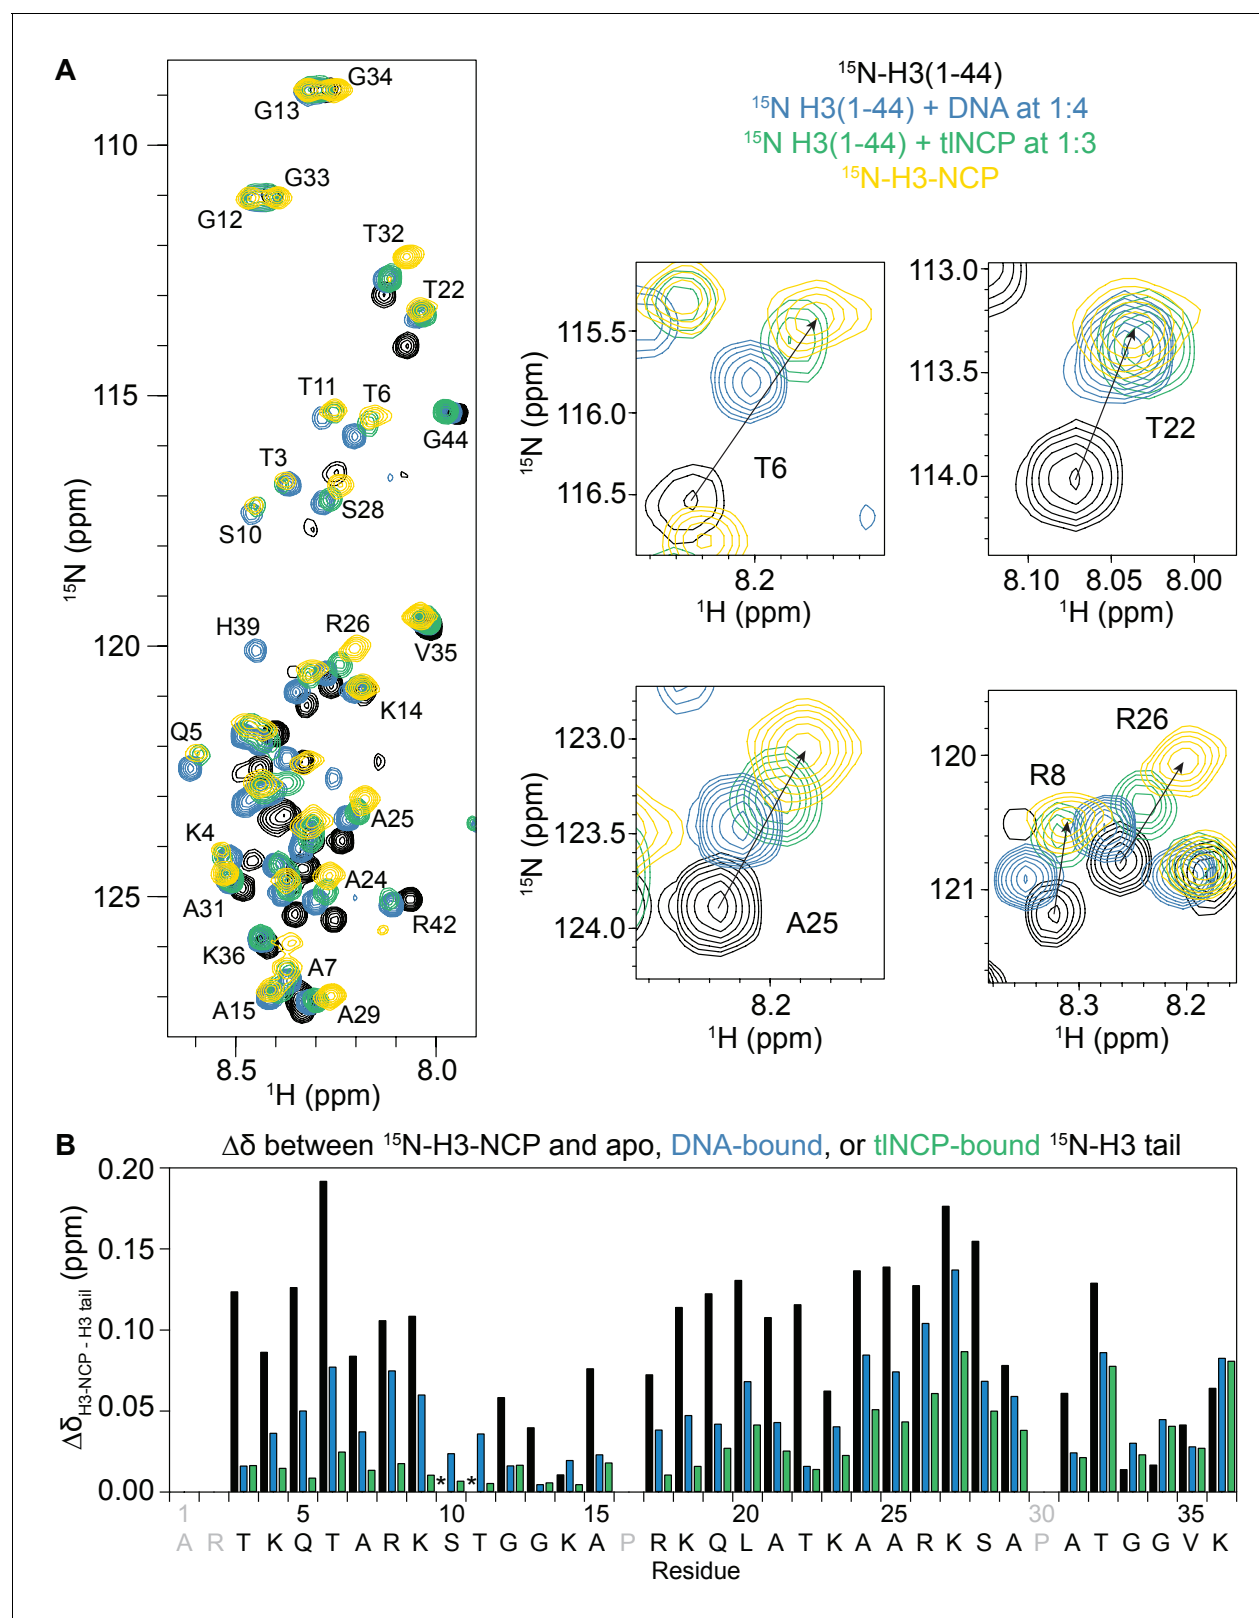 A
¹⁵N-H3(1-44)
¹⁵N H3(1-44) + DNA at 1:4
¹⁵N H3(1-44) + tlNCP at 1:3
¹⁵N-H3-NCP
G34
G13
G33
G12
T32
T22
T11
T6
G44
T3
S28
S10
H39
R26
V35
K14
Q5
A25
K4
A24
A31
R42
K36
A7
A15
A29
110
115
120
125
¹⁵N (ppm)
8.5
8.0
¹H (ppm)
115.5
116.0
116.5
¹⁵N (ppm)
T6
8.2
¹H (ppm)
113.0
113.5
114.0
T22
8.10
8.05
8.00
¹H (ppm)
123.0
123.5
124.0
¹⁵N (ppm)
A25
8.2
¹H (ppm)
120
121
R26
R8
8.3
8.2
¹H (ppm)
B
Δδ between ¹⁵N-H3-NCP and apo, DNA-bound, or tlNCP-bound ¹⁵N-H3 tail
0.20
0.15
0.10
0.05
0.00
Δδ H3-NCP - H3 tail (ppm)
* *
1 5 10 15 20 25 30 35
A R T K Q T A R K S T G G K A P R K Q L A T K A A R K S A P A T G G V K
Residue